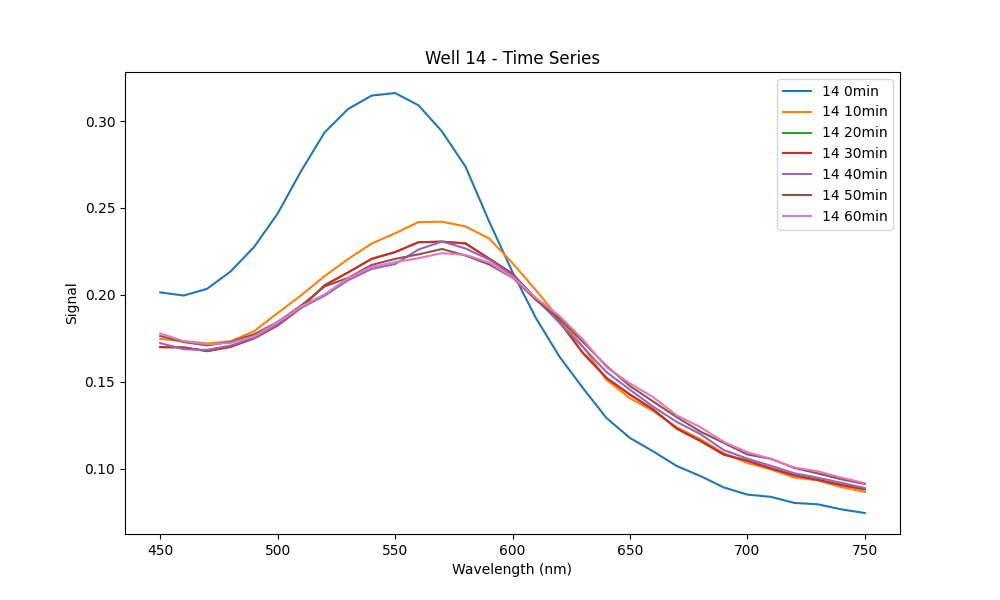 Well 14 - Time Series
14 0min
14 10min
14 20min
14 30min
14 40min
14 50min
14 60min
Signal
0.30
0.25
0.20
0.15
0.10
450 500 550 600 650 700 750
Wavelength (nm)